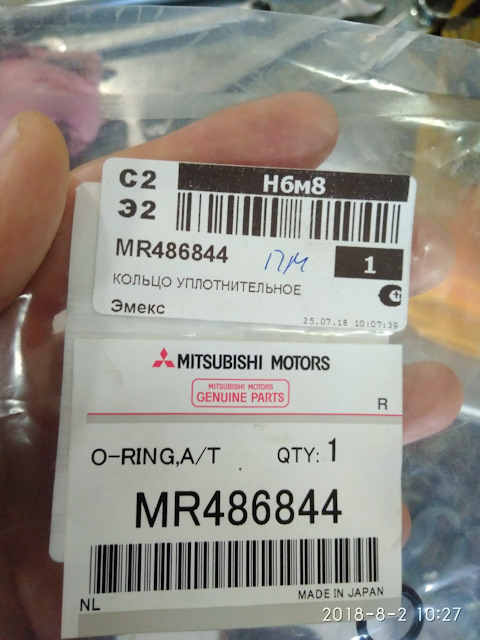 С2
Н6м8
Э2
MR486844
ПМ
1
КОЛЬЦО УПЛОТНИТЕЛЬНОЕ
Эмекс
25.07.18 10:07:39
MITSUBISHI MOTORS
MITSUBISHI MOTORS
GENUINE PARTS
R
O-RING,A/T QTY: 1
MR486844
NL
MADE IN JAPAN
2018-8-2 10:27